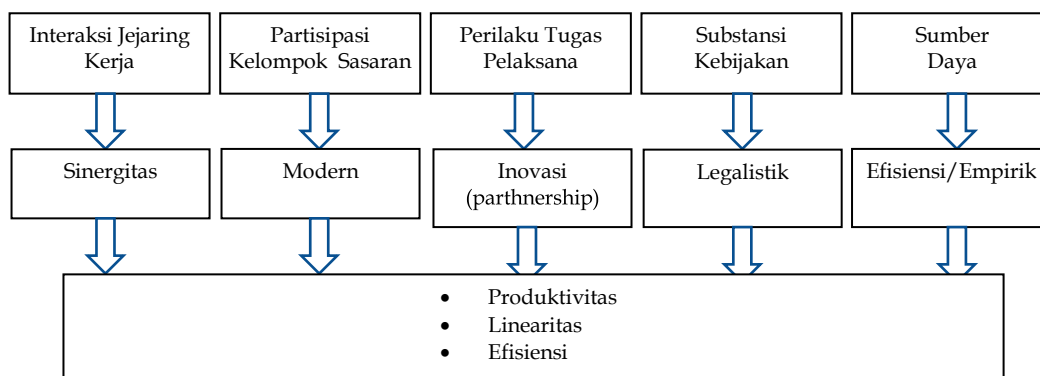 Interaksi Jejaring
Kerja
Partisipasi
Kelompok Sasaran
Perilaku Tugas
Pelaksana
Substansi
Kebijakan
Sumber
Daya
Sinergitas
Modern
Inovasi
(parthnership)
Legalistik
Efisiensi/Empirik
• Produktivitas
• Linearitas
• Efisiensi